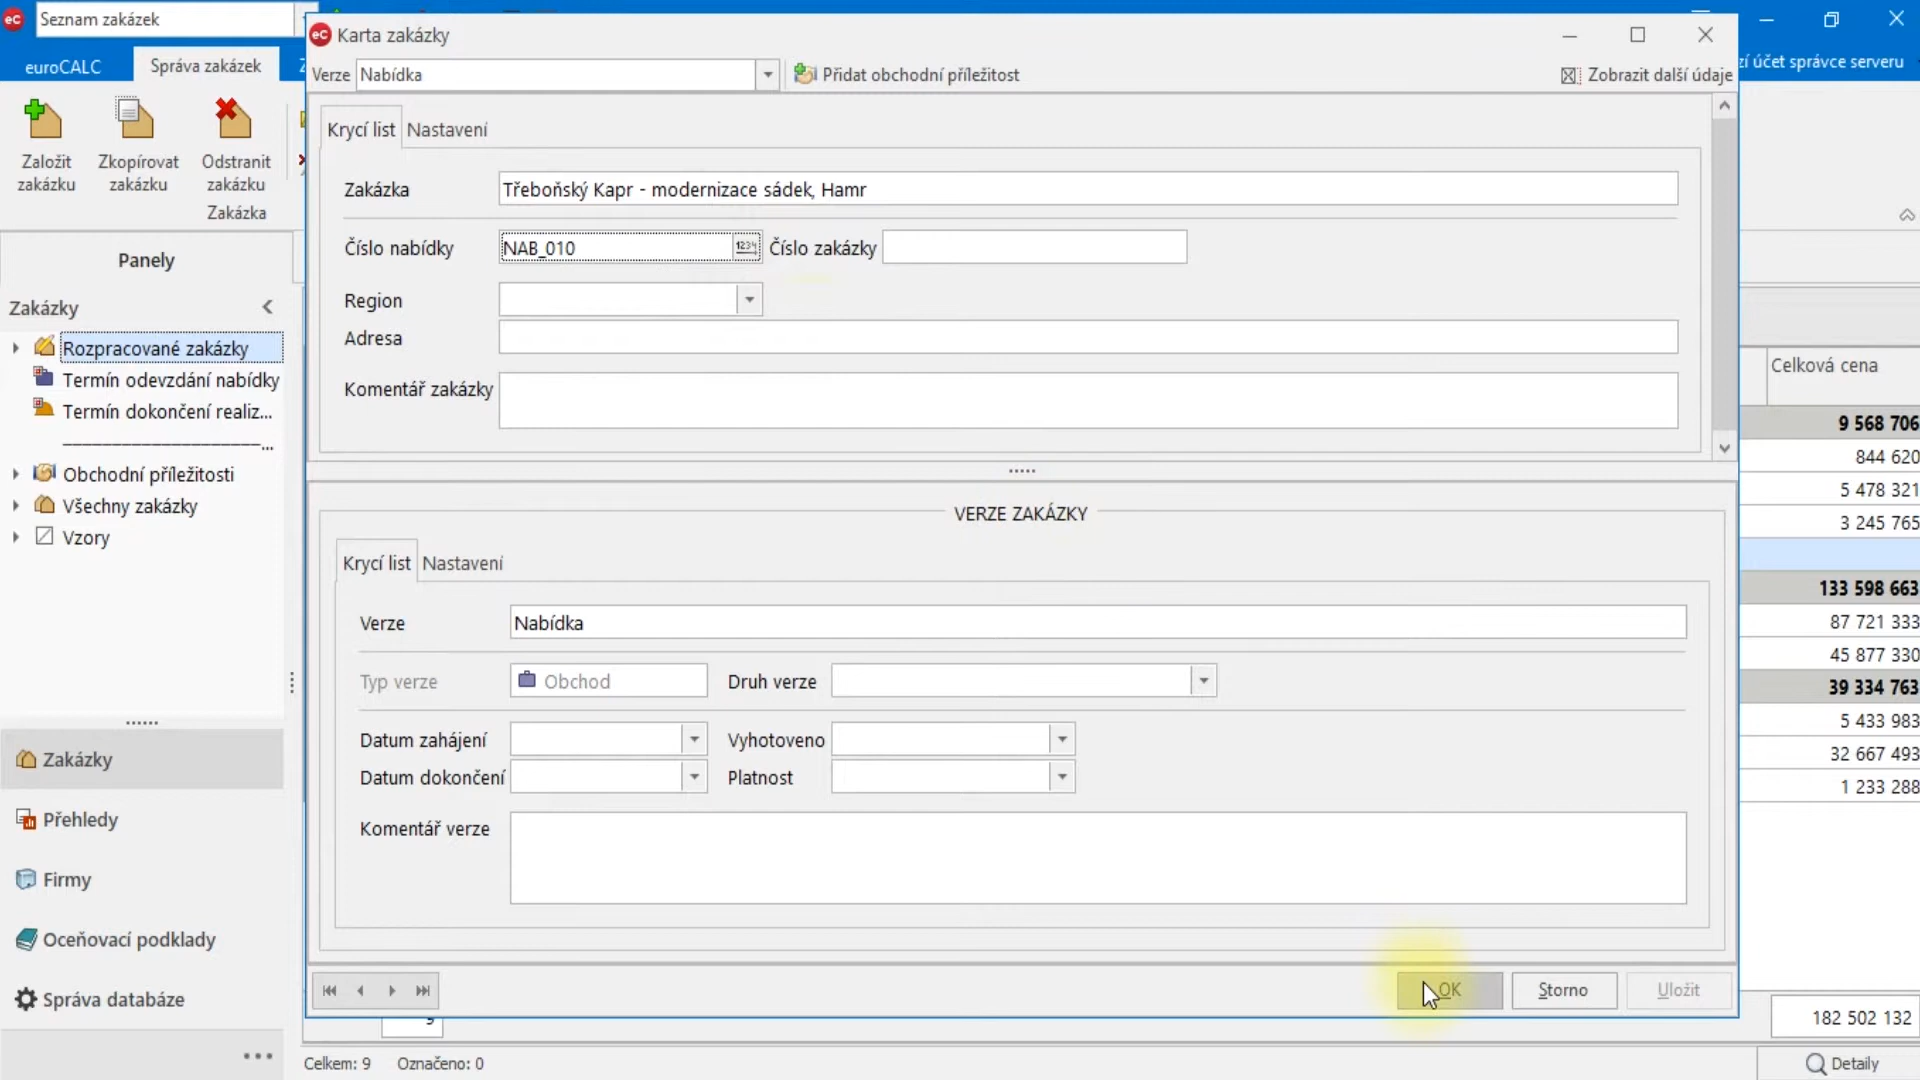 eC Seznam zakázek
euroCALC
Správa zakázek
Založit
zakázku
Zkopírovat
zakázku
Odstranit
zakázku
Zakázka
zí účet správce serveru
Panely
Zakázky
Rozpracované zakázky
Termín odevzdání nabídky
Termín dokončení realiz...
...
Obchodní příležitosti
Všechny zakázky
Vzory
Zakázky
Přehledy
Firmy
Oceňovací podklady
Správa databáze
eC Karta zakázky
Verze Nabídka
Přidat obchodní příležitost
Zobrazit další údaje
Krycí list Nastavení
Zakázka Třeboňský Kapr - modernizace sádek, Hamr
Číslo nabídky NAB_010 1234 Číslo zakázky
Region
Adresa
Komentář zakázky
VERZE ZAKÁZKY
Krycí list Nastavení
Verze Nabídka
Typ verze Obchod Druh verze
Datum zahájení Vyhotoveno
Datum dokončení Platnost
Komentář verze
OK Storno Uložit
Celková cena
9 568 706
844 620
5 478 321
3 245 765
133 598 663
87 721 333
45 877 330
39 334 763
5 433 983
32 667 493
1 233 288
9
182 502 132
Celkem: 9 Označeno: 0
Detaily